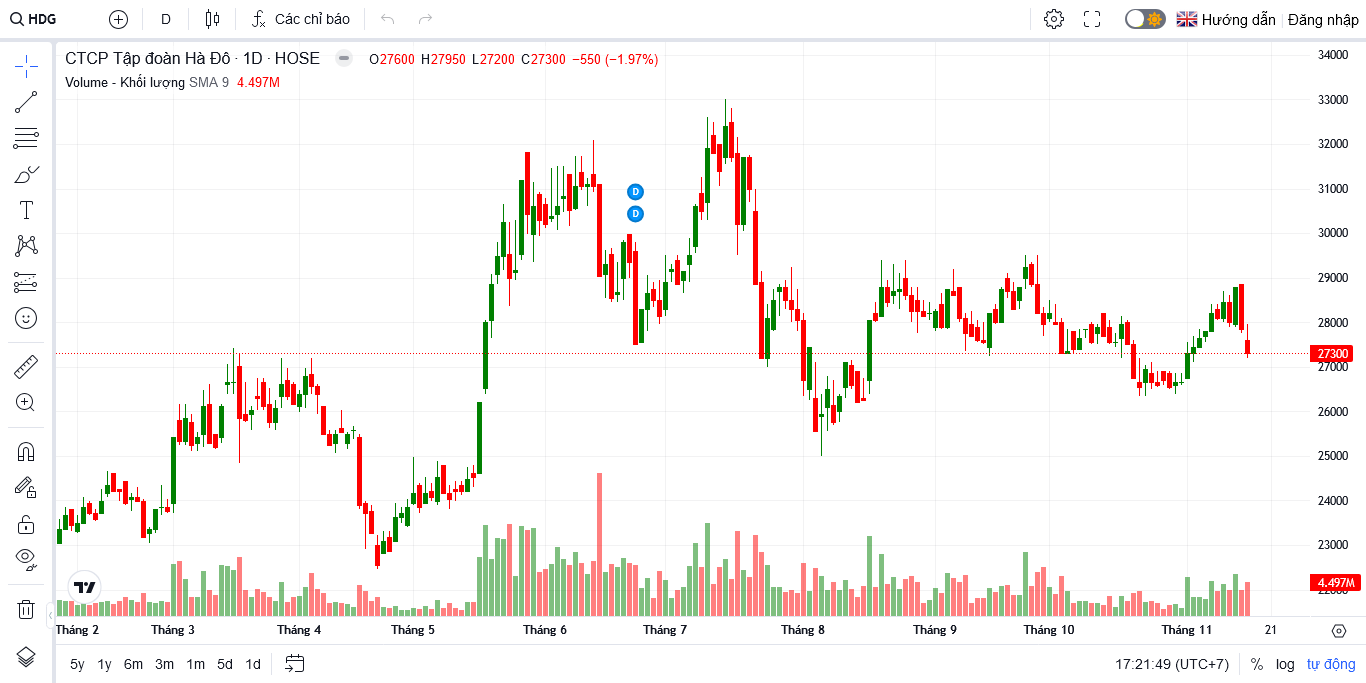 HDG D Các chỉ báo Hướng dẫn Đăng nhập
CTCP Tập đoàn Hà Đô · 1D · HOSE O27600 H27950 L27200 C27300 −550 (−1.97%)
Volume - Khối lượng SMA 9 4.497M
34000
33000
32000
31000
D
D
30000
29000
28000
27300
27000
26000
25000
24000
23000
4.497M
22000
Tháng 2 Tháng 3 Tháng 4 Tháng 5 Tháng 6 Tháng 7 Tháng 8 Tháng 9 Tháng 10 Tháng 11 21
5y 1y 6m 3m 1m 5d 1d 17:21:49 (UTC+7) % log tự động